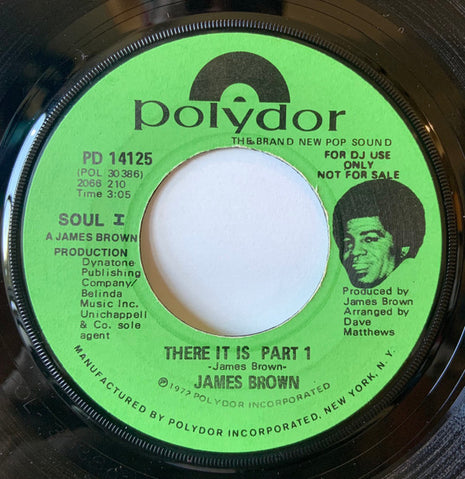 polydor
THE BRAND NEW POP SOUND
PD 14125
(POL. 30386)
2066 210
Time 3:05
FOR DJ USE
ONLY
NOT FOR SALE
SOUL I
A JAMES BROWN
PRODUCTION
Dynatone
Publishing
Company/
Belinda
Music Inc.
Unichappell
& Co. sole
agent
Produced by
James Brown
Arranged by
Dave
Matthews
THERE IT IS PART 1
-James Brown-
JAMES BROWN
Ⓟ 1972 POLYDOR INCORPORATED
MANUFACTURED BY POLYDOR INCORPORATED, NEW YORK, N.Y.